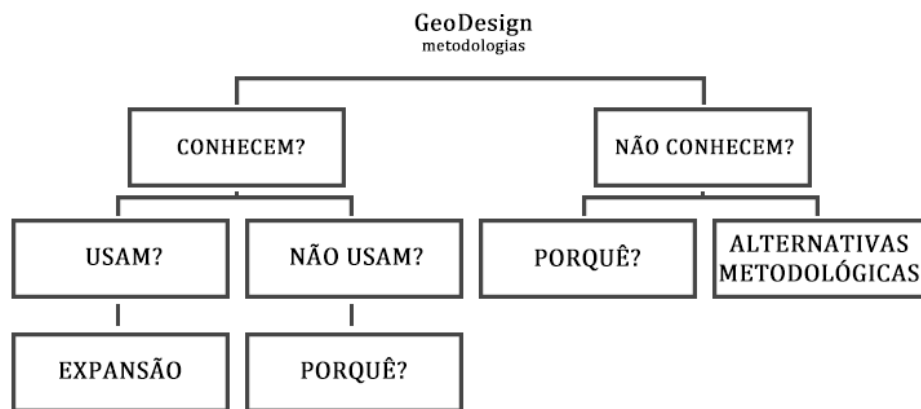 GeoDesign
metodologias
CONHECEM?
NÃO CONHECEM?
USAM?
NÃO USAM?
PORQUÊ?
ALTERNATIVAS
METODOLÓGICAS
EXPANSÃO
PORQUÊ?